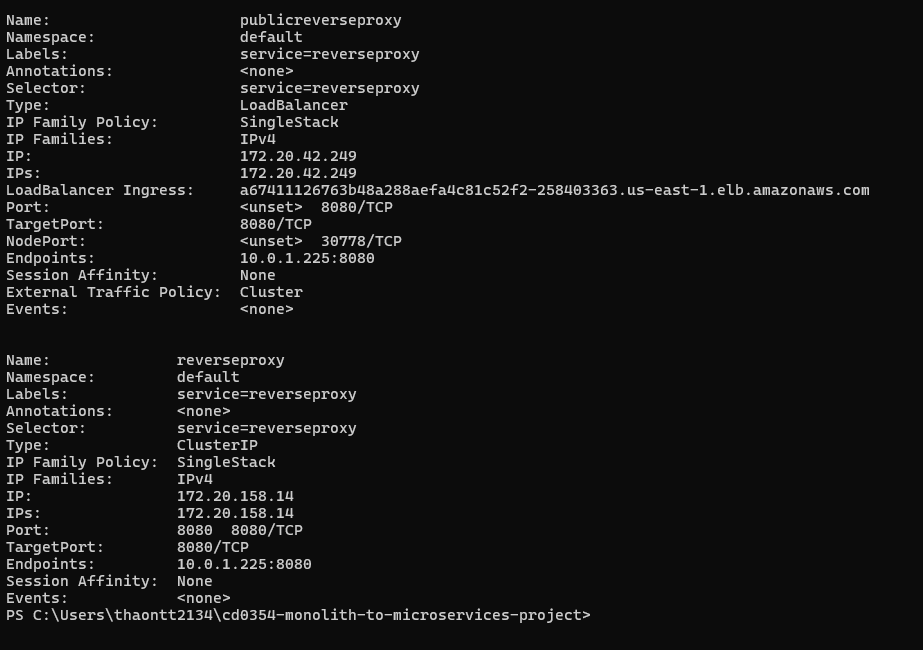 Name:                     publicreverseproxy
Namespace:                default
Labels:                   service=reverseproxy
Annotations:              <none>
Selector:                 service=reverseproxy
Type:                     LoadBalancer
IP Family Policy:         SingleStack
IP Families:              IPv4
IP:                       172.20.42.249
IPs:                      172.20.42.249
LoadBalancer Ingress:     a67411126763b48a288aefa4c81c52f2-258403363.us-east-1.elb.amazonaws.com
Port:                     <unset>  8080/TCP
TargetPort:               8080/TCP
NodePort:                 <unset>  30778/TCP
Endpoints:                10.0.1.225:8080
Session Affinity:         None
External Traffic Policy:  Cluster
Events:                   <none>
Name:              reverseproxy
Namespace:         default
Labels:            service=reverseproxy
Annotations:       <none>
Selector:          service=reverseproxy
Type:              ClusterIP
IP Family Policy:  SingleStack
IP Families:       IPv4
IP:                172.20.158.14
IPs:               172.20.158.14
Port:              8080  8080/TCP
TargetPort:        8080/TCP
Endpoints:         10.0.1.225:8080
Session Affinity:  None
Events:            <none>
PS C:\Users\thaontt2134\cd0354-monolith-to-microservices-project>